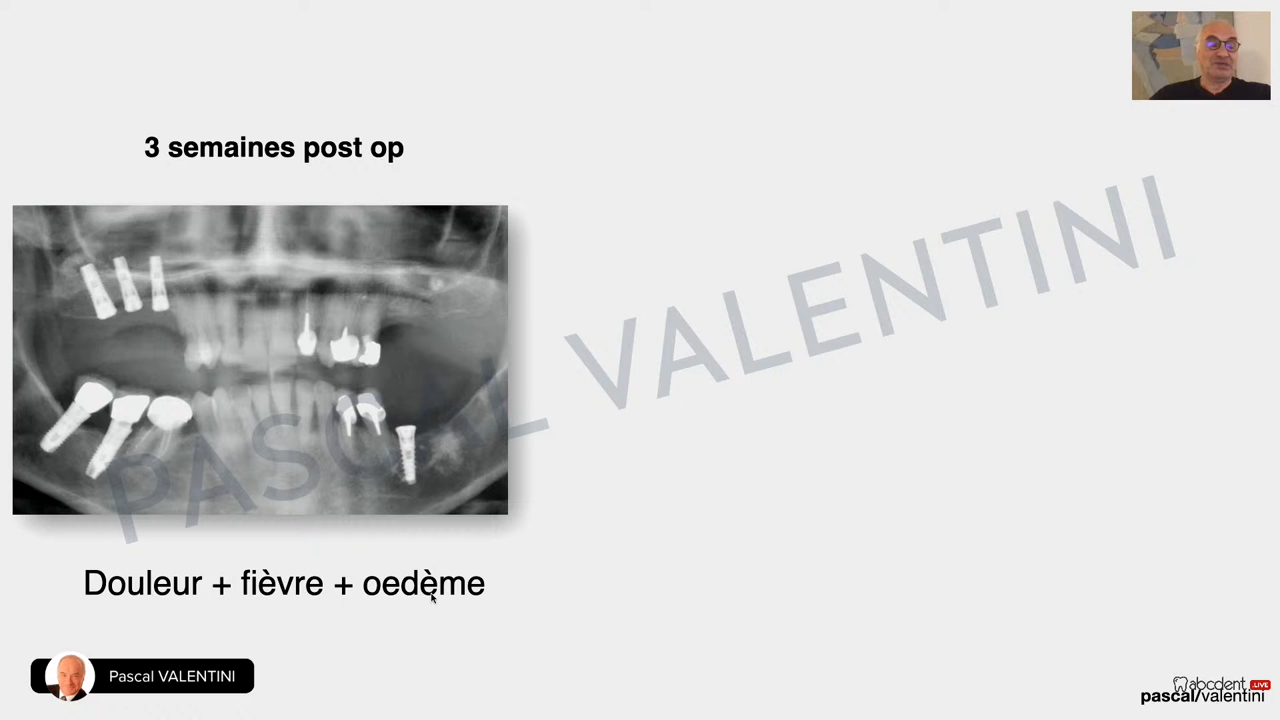 3 semaines post op
PASCAL VALENTINI
Douleur + fièvre + oedème
Pascal VALENTINI
abcdent LIVE
pascal/valentini